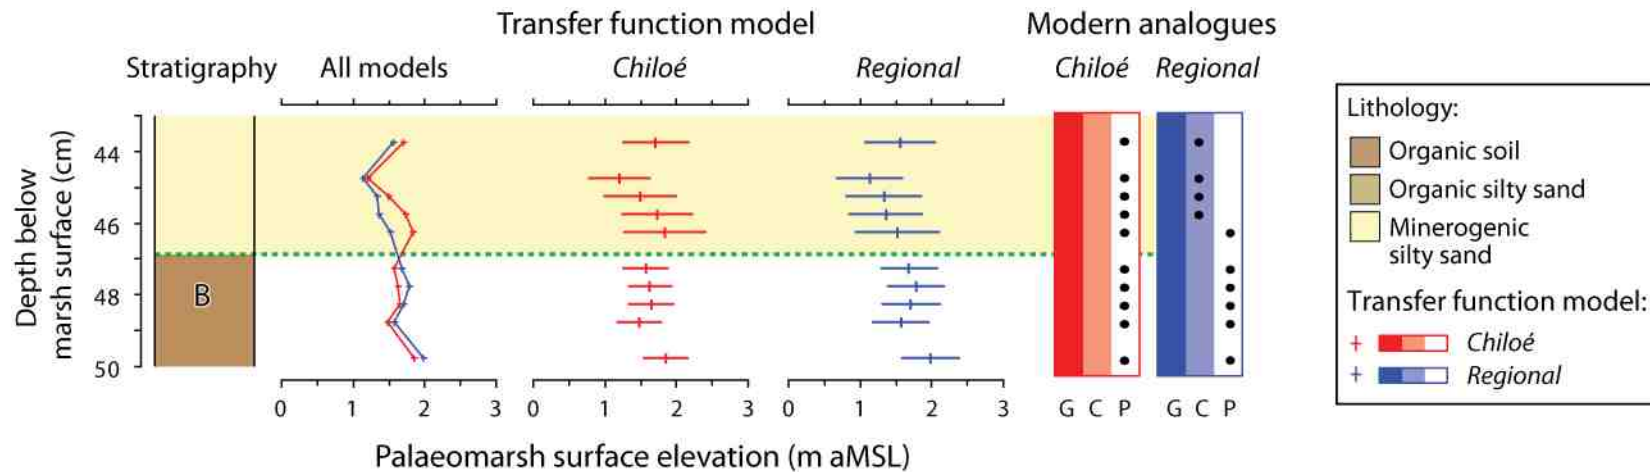 Transfer function model
Modern analogues
Stratigraphy
All models
Chiloé
Regional
Chiloé
Regional
Depth below
marsh surface (cm)
44
46
48
50
B
0 1 2 3
0 1 2 3
0 1 2 3
G C P
G C P
Palaeomarsh surface elevation (m aMSL)
Lithology:
Organic soil
Organic silty sand
Minerogenic
silty sand
Transfer function model:
Chiloé
Regional